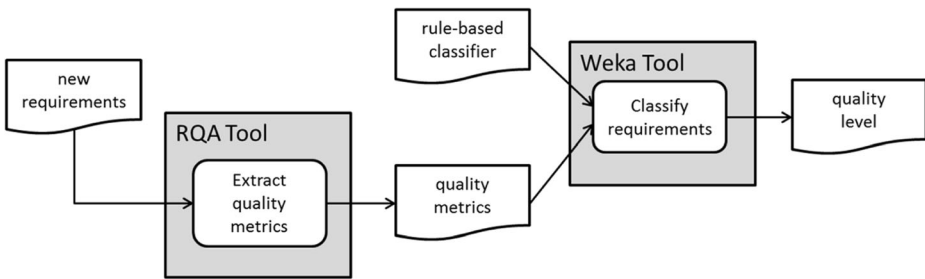 new
requirements
RQA Tool
Extract
quality
metrics
quality
metrics
rule-based
classifier
Weka Tool
Classify
requirements
quality
level